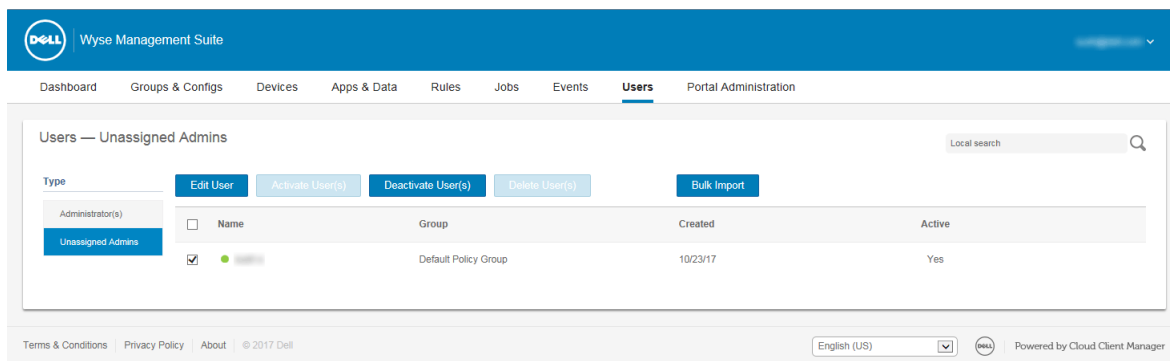 DELL Wyse Management Suite
Dashboard Groups & Configs Devices Apps & Data Rules Jobs Events Users Portal Administration
Users — Unassigned Admins
Local search
Type
Edit User Activate User(s) Deactivate User(s) Delete User(s) Bulk Import
Administrator(s)
Name Group Created Active
Unassigned Admins
Default Policy Group 10/23/17 Yes
Terms & Conditions Privacy Policy About © 2017 Dell English (US) DELL Powered by Cloud Client Manager